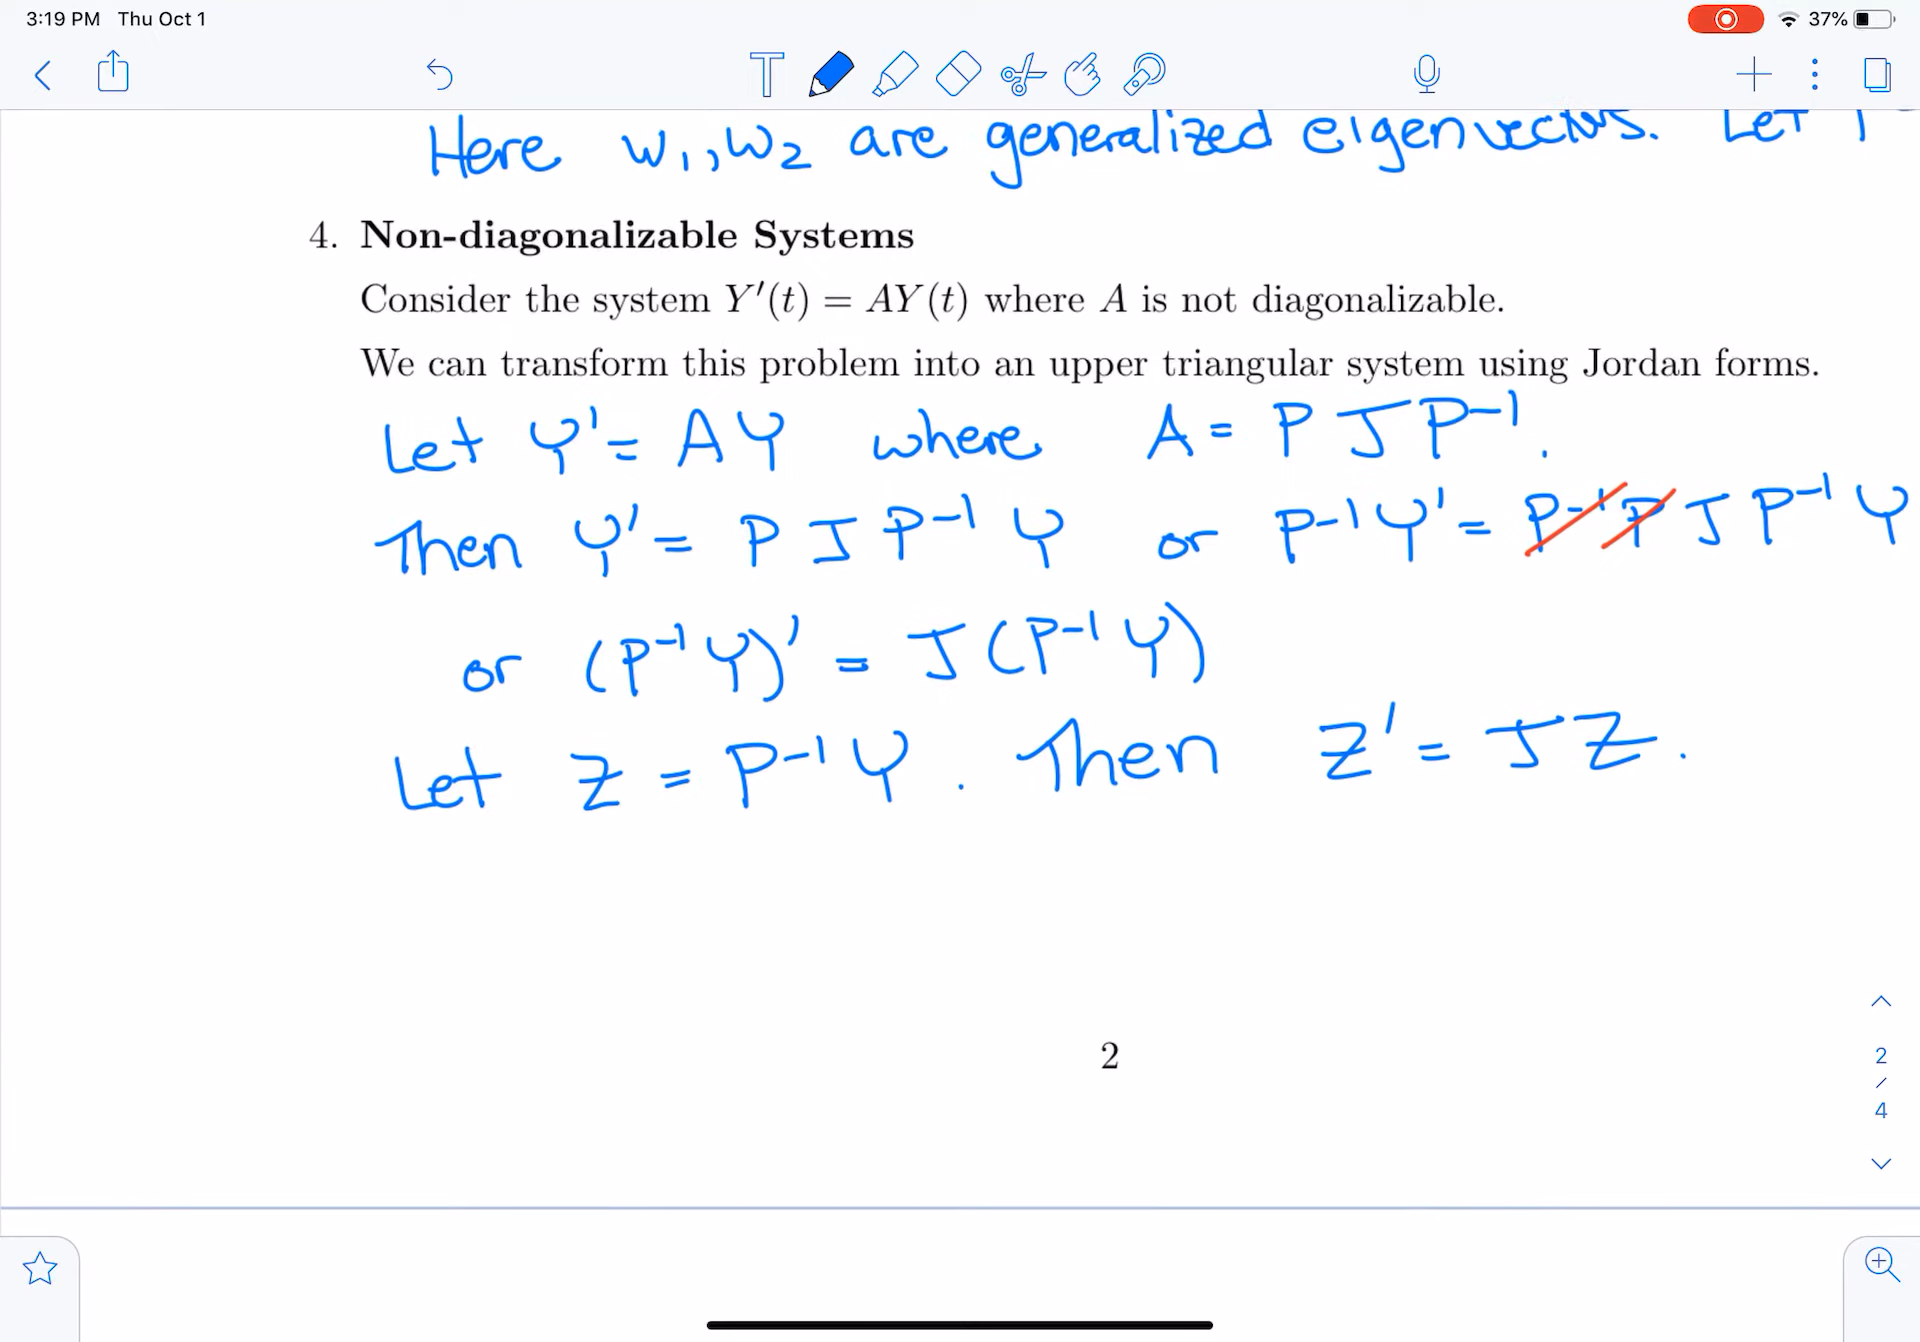 3:19 PM Thu Oct 1 37%
Here w₁, w₂ are generalized eigenvectors. Let
4. Non-diagonalizable Systems
Consider the system Y′(t) = AY(t) where A is not diagonalizable.
We can transform this problem into an upper triangular system using Jordan forms.
Let Y′ = AY where A = PJP⁻¹.
Then Y′ = PJP⁻¹Y or P⁻¹Y′ = P⁻¹PJP⁻¹Y
or (P⁻¹Y)′ = J(P⁻¹Y)
Let Z = P⁻¹Y. Then Z′ = JZ.
2
2
/
4